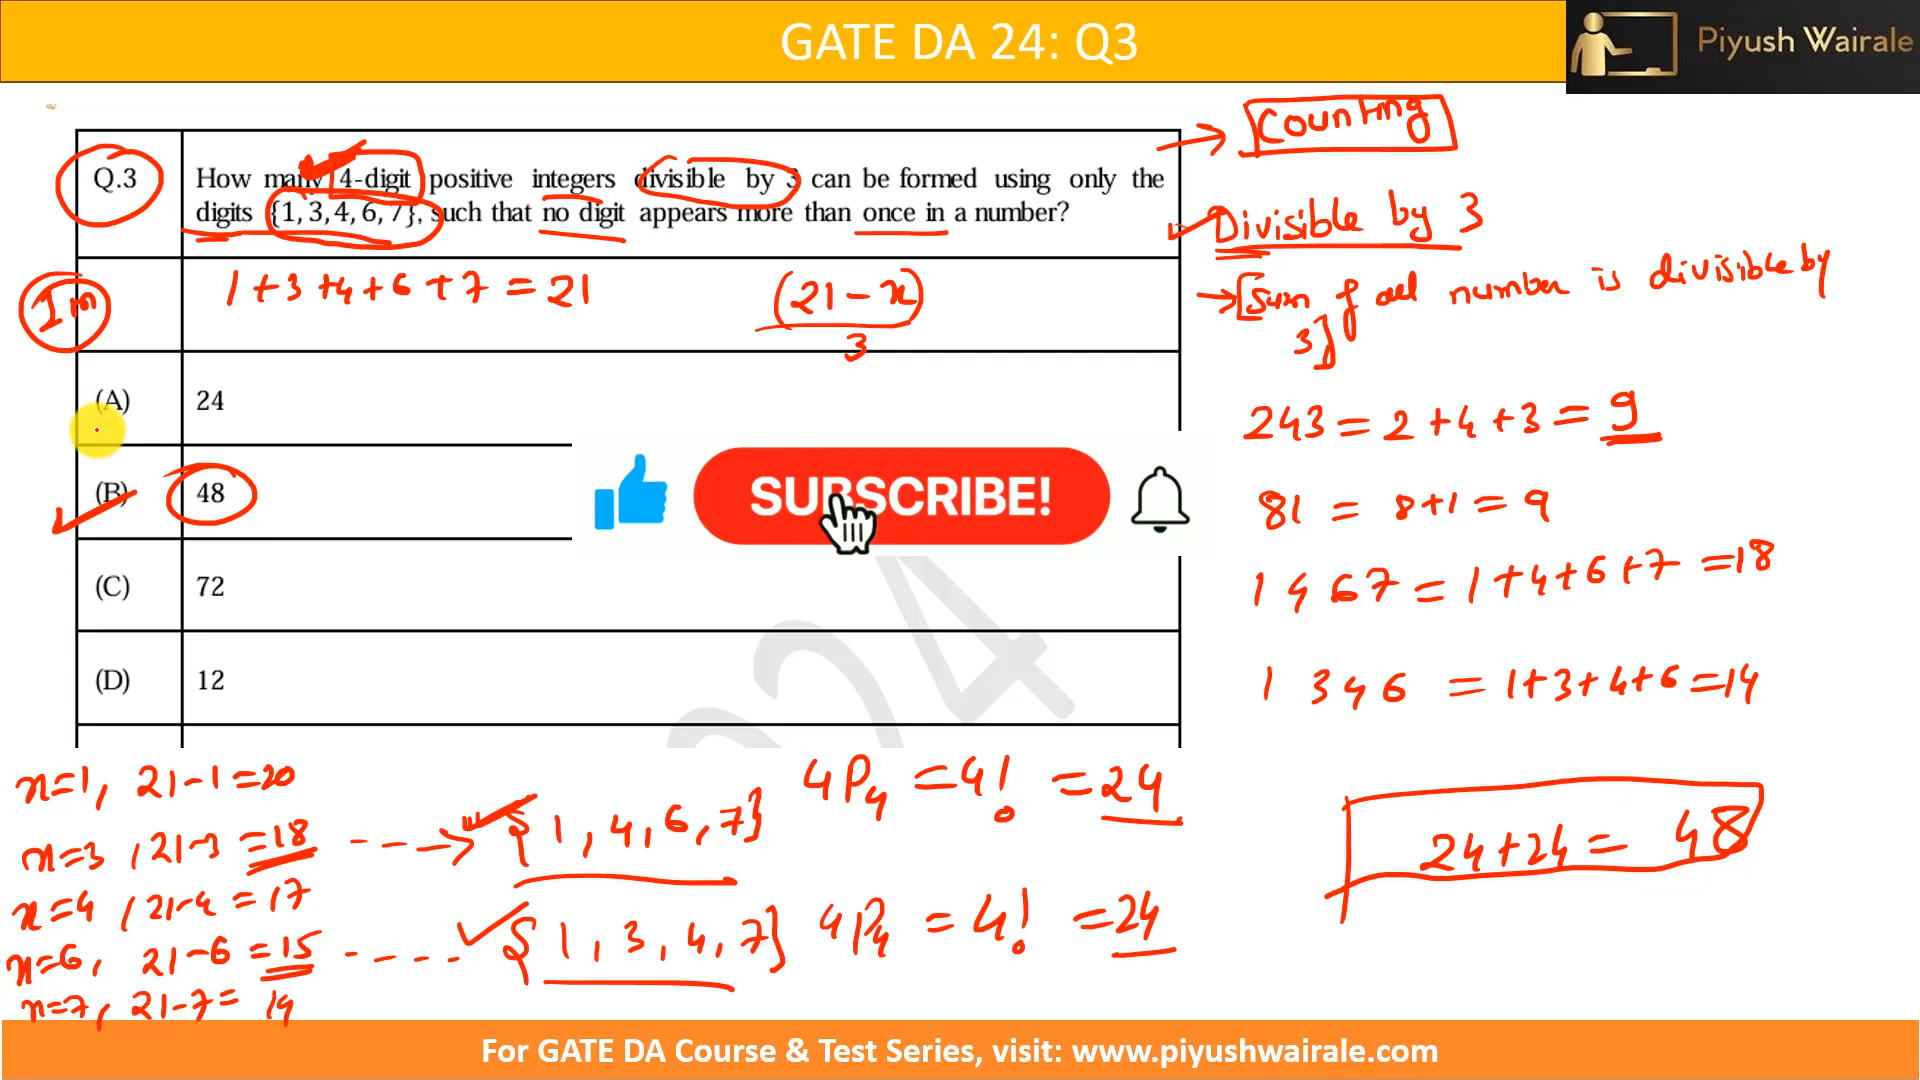 GATE DA 24: Q3
Piyush Wairale
Counting
Q.3
How many 4-digit positive integers divisible by 3 can be formed using only the
digits {1, 3, 4, 6, 7}, such that no digit appears more than once in a number?
Divisible by 3
Im
1+3+4+6+7=21
(21-x)
3
[Sum of all number is divisible by
3]
(A)
24
243 = 2+4+3 = 9
(B)
48
SUBSCRIBE!
81 = 8+1 = 9
(C)
72
1467 = 1+4+6+7 = 18
(D)
12
1346 = 1+3+4+6=14
24
x=1, 21-1=20
x=3, 21-3=18 ---→ {1, 4, 6, 7} 4P4 = 4! = 24
x=4, 21-4=17
x=6, 21-6=15 ---- {1, 3, 4, 7} 4P4 = 4! = 24
x=7, 21-7=14
24+24= 48
For GATE DA Course & Test Series, visit: www.piyushwairale.com